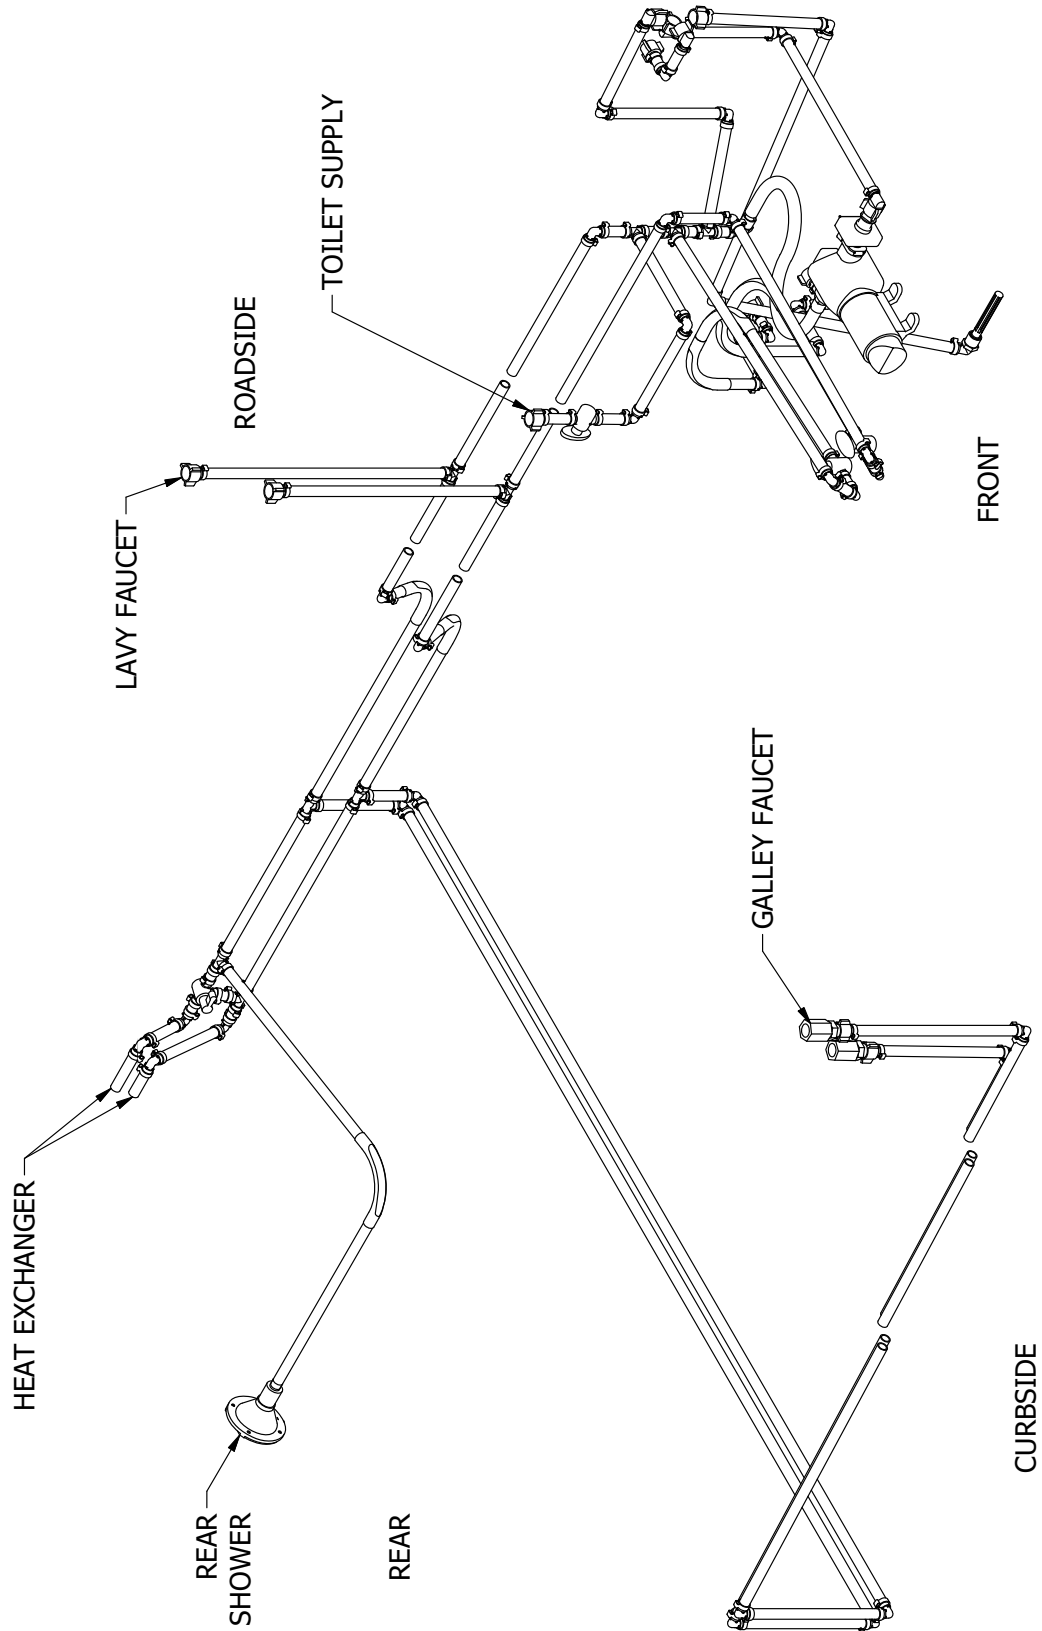 HEAT EXCHANGER
LAVY FAUCET
ROADSIDE
TOILET SUPPLY
REAR
SHOWER
REAR
GALLEY FAUCET
FRONT
CURBSIDE